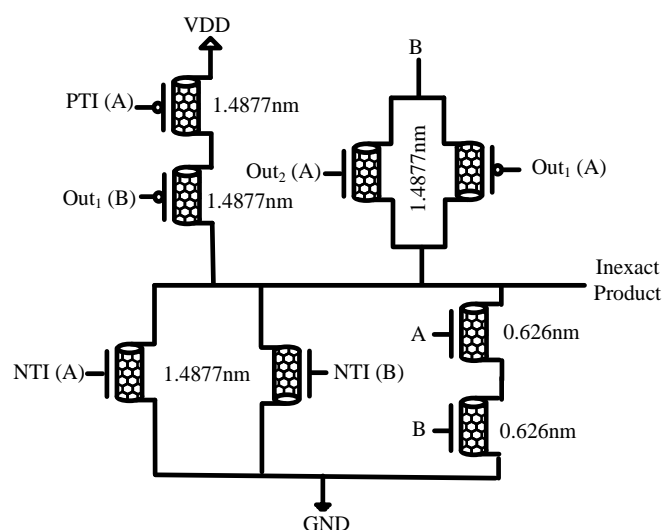 VDD
B
PTI (A)
1.4877nm
Out₁ (B)
1.4877nm
Out₂ (A)
1.4877nm
Out₁ (A)
Inexact
Product
NTI (A)
1.4877nm
NTI (B)
A
0.626nm
B
0.626nm
GND